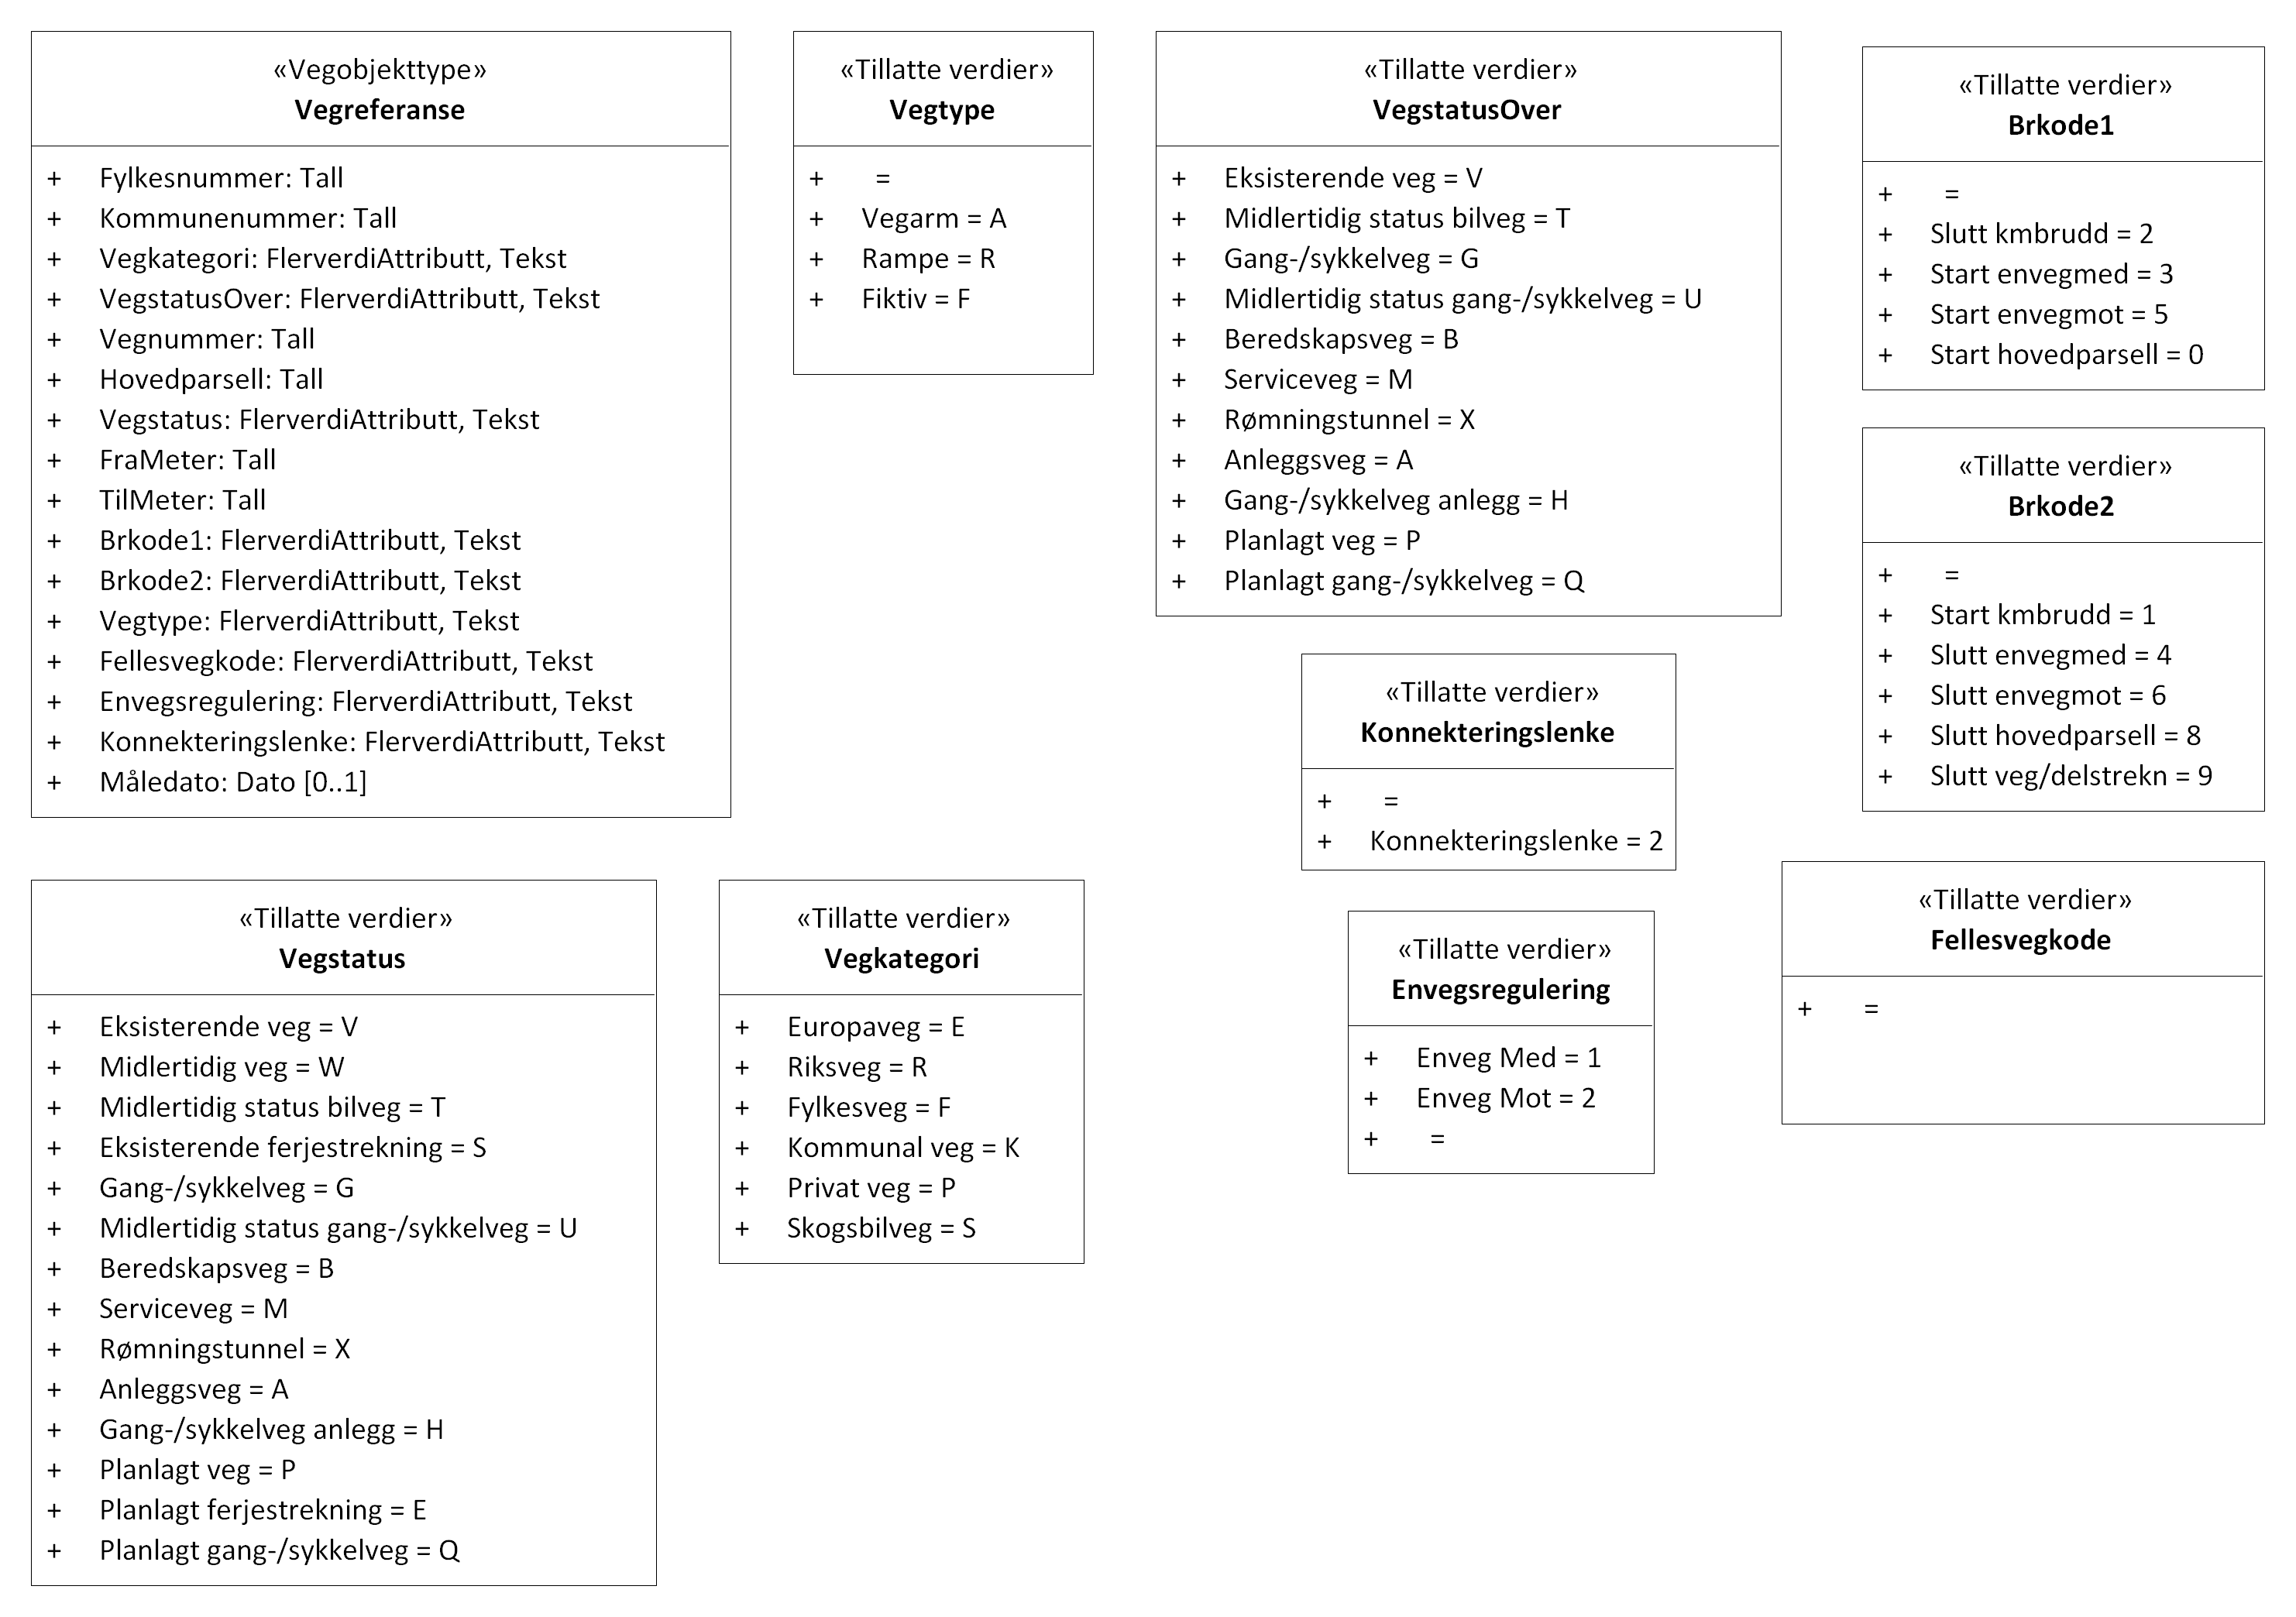 «Vegobjekttype»
Vegreferanse
+ Fylkesnummer: Tall
+ Kommunenummer: Tall
+ Vegkategori: FlerverdiAttributt, Tekst
+ VegstatusOver: FlerverdiAttributt, Tekst
+ Vegnummer: Tall
+ Hovedparsell: Tall
+ Vegstatus: FlerverdiAttributt, Tekst
+ FraMeter: Tall
+ TilMeter: Tall
+ Brkode1: FlerverdiAttributt, Tekst
+ Brkode2: FlerverdiAttributt, Tekst
+ Vegtype: FlerverdiAttributt, Tekst
+ Fellesvegkode: FlerverdiAttributt, Tekst
+ Envegsregulering: FlerverdiAttributt, Tekst
+ Konnekteringslenke: FlerverdiAttributt, Tekst
+ Måledato: Dato [0..1]
«Tillatte verdier»
Vegtype
+ =
+ Vegarm = A
+ Rampe = R
+ Fiktiv = F
«Tillatte verdier»
VegstatusOver
+ Eksisterende veg = V
+ Midlertidig status bilveg = T
+ Gang-/sykkelveg = G
+ Midlertidig status gang-/sykkelveg = U
+ Beredskapsveg = B
+ Serviceveg = M
+ Rømningstunnel = X
+ Anleggsveg = A
+ Gang-/sykkelveg anlegg = H
+ Planlagt veg = P
+ Planlagt gang-/sykkelveg = Q
«Tillatte verdier»
Brkode1
+ =
+ Slutt kmbrudd = 2
+ Start envegmed = 3
+ Start envegmot = 5
+ Start hovedparsell = 0
«Tillatte verdier»
Brkode2
+ =
+ Start kmbrudd = 1
+ Slutt envegmed = 4
+ Slutt envegmot = 6
+ Slutt hovedparsell = 8
+ Slutt veg/delstrekn = 9
«Tillatte verdier»
Konnekteringslenke
+ =
+ Konnekteringslenke = 2
«Tillatte verdier»
Vegstatus
+ Eksisterende veg = V
+ Midlertidig veg = W
+ Midlertidig status bilveg = T
+ Eksisterende ferjestrekning = S
+ Gang-/sykkelveg = G
+ Midlertidig status gang-/sykkelveg = U
+ Beredskapsveg = B
+ Serviceveg = M
+ Rømningstunnel = X
+ Anleggsveg = A
+ Gang-/sykkelveg anlegg = H
+ Planlagt veg = P
+ Planlagt ferjestrekning = E
+ Planlagt gang-/sykkelveg = Q
«Tillatte verdier»
Vegkategori
+ Europaveg = E
+ Riksveg = R
+ Fylkesveg = F
+ Kommunal veg = K
+ Privat veg = P
+ Skogsbilveg = S
«Tillatte verdier»
Envegsregulering
+ Enveg Med = 1
+ Enveg Mot = 2
+ =
«Tillatte verdier»
Fellesvegkode
+ =